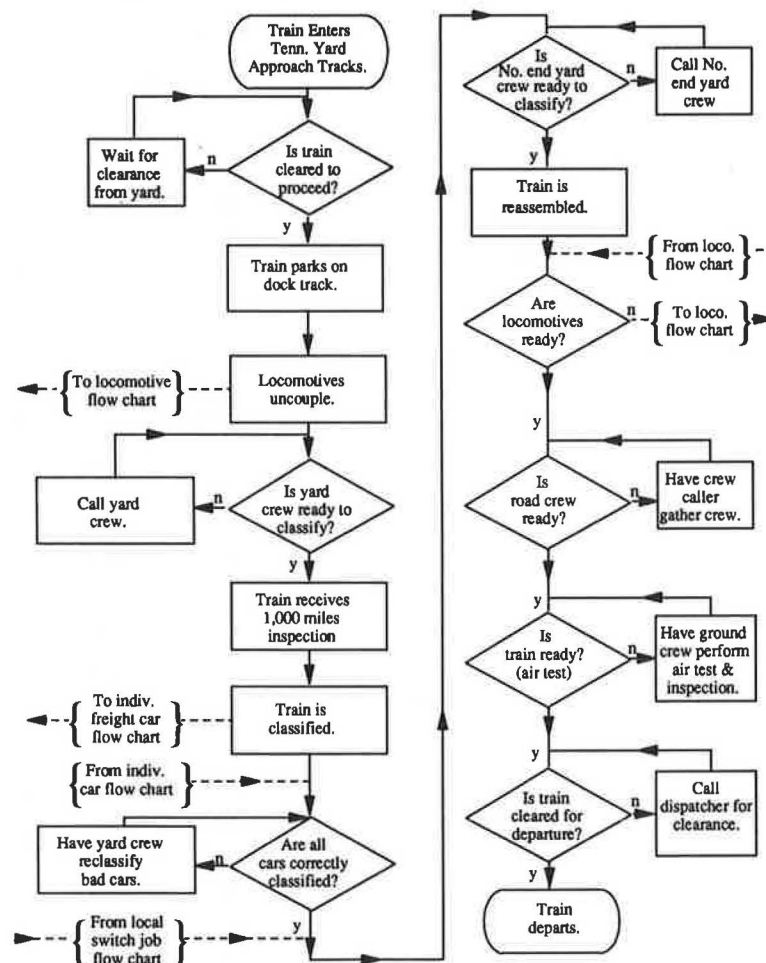 Train Enters
Tenn. Yard
Approach Tracks.
Is train
cleared to
proceed?
n
Wait for
clearance
from yard.
y
Train parks on
dock track.
Locomotives
uncouple.
To locomotive
flow chart
Is yard
crew ready to
classify?
n
Call yard
crew.
y
Train receives
1,000 miles
inspection
Train is
classified.
To indiv.
freight car
flow chart
From indiv.
car flow chart
Are all
cars correctly
classified?
n
Have yard crew
reclassify
bad cars.
y
From local
switch job
flow chart
Is
No. end yard
crew ready to
classify?
n
Call No.
end yard
crew
y
Train is
reassembled.
From loco.
flow chart
Are
locomotives
ready?
n
To loco.
flow chart
y
Is
road crew
ready?
n
Have crew
caller
gather crew.
y
Is
train ready?
(air test)
n
Have ground
crew perform
air test &
inspection.
y
Is train
cleared for
departure?
n
Call
dispatcher for
clearance.
y
Train
departs.